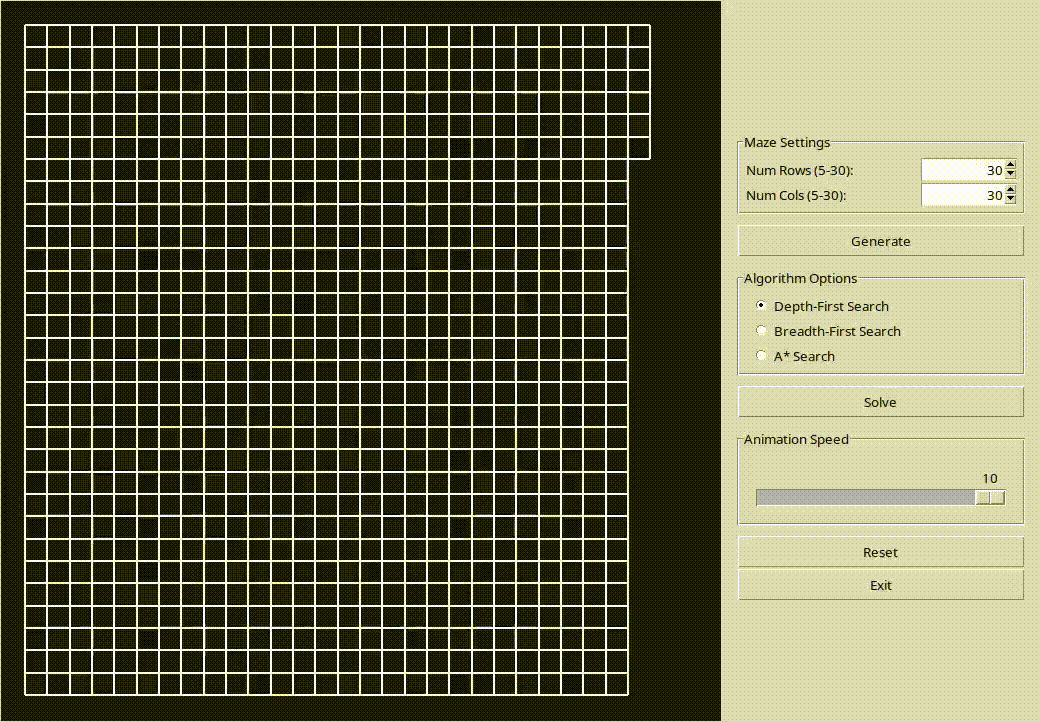 Maze Settings
Num Rows (5-30): 30
Num Cols (5-30): 30
Generate
Algorithm Options
Depth-First Search
Breadth-First Search
A* Search
Solve
Animation Speed
10
Reset
Exit